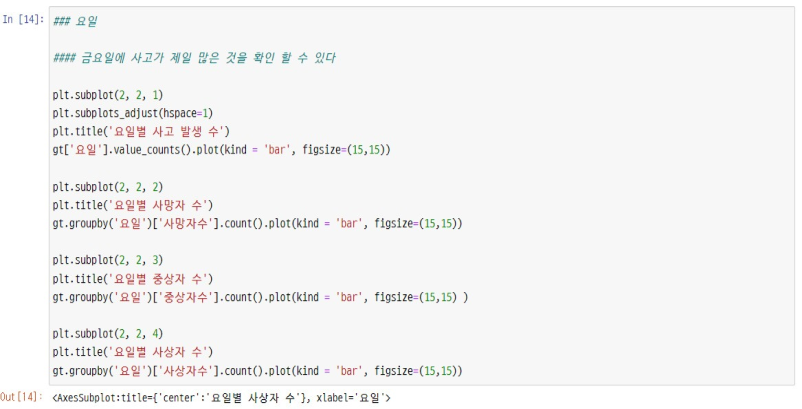 In [14]: ### 요일
#### 금요일에 사고가 제일 많은 것을 확인 할 수 있다
plt.subplot(2, 2, 1)
plt.subplots_adjust(hspace=1)
plt.title('요일별 사고 발생 수')
gt['요일'].value_counts().plot(kind = 'bar', figsize=(15,15))
plt.subplot(2, 2, 2)
plt.title('요일별 사망자 수')
gt.groupby('요일')['사망자수'].count().plot(kind = 'bar', figsize=(15,15))
plt.subplot(2, 2, 3)
plt.title('요일별 중상자 수')
gt.groupby('요일')['중상자수'].count().plot(kind = 'bar', figsize=(15,15) )
plt.subplot(2, 2, 4)
plt.title('요일별 사상자 수')
gt.groupby('요일')['사상자수'].count().plot(kind = 'bar', figsize=(15,15))
Out[14]: <AxesSubplot:title={'center':'요일별 사상자 수'}, xlabel='요일'>